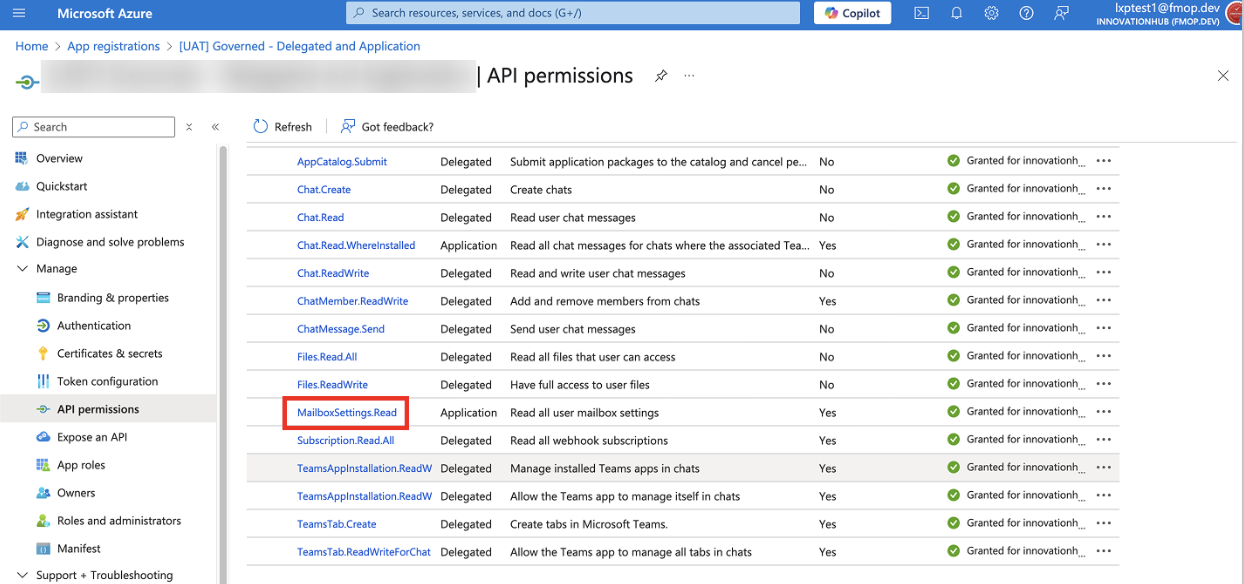 Microsoft Azure
Search resources, services, and docs (G+/)
Copilot
lxptest1@fmop.dev
INNOVATIONHUB (FMOP.DEV)
Home > App registrations > [UAT] Governed - Delegated and Application
| API permissions
Search
Refresh
Got feedback?
Overview
Quickstart
Integration assistant
Diagnose and solve problems
Manage
Branding & properties
Authentication
Certificates & secrets
Token configuration
API permissions
Expose an API
App roles
Owners
Roles and administrators
Manifest
Support + Troubleshooting
AppCatalog.Submit Delegated Submit application packages to the catalog and cancel pe... No Granted for innovationh...
Chat.Create Delegated Create chats No Granted for innovationh...
Chat.Read Delegated Read user chat messages No Granted for innovationh...
Chat.Read.WhereInstalled Application Read all chat messages for chats where the associated Tea... Yes Granted for innovationh...
Chat.ReadWrite Delegated Read and write user chat messages No Granted for innovationh...
ChatMember.ReadWrite Delegated Add and remove members from chats Yes Granted for innovationh...
ChatMessage.Send Delegated Send user chat messages No Granted for innovationh...
Files.Read.All Delegated Read all files that user can access No Granted for innovationh...
Files.ReadWrite Delegated Have full access to user files No Granted for innovationh...
MailboxSettings.Read Application Read all user mailbox settings Yes Granted for innovationh...
Subscription.Read.All Delegated Read all webhook subscriptions Yes Granted for innovationh...
TeamsAppInstallation.ReadW Delegated Manage installed Teams apps in chats Yes Granted for innovationh...
TeamsAppInstallation.ReadW Delegated Allow the Teams app to manage itself in chats Yes Granted for innovationh...
TeamsTab.Create Delegated Create tabs in Microsoft Teams. Yes Granted for innovationh...
TeamsTab.ReadWriteForChat Delegated Allow the Teams app to manage all tabs in chats Yes Granted for innovationh...